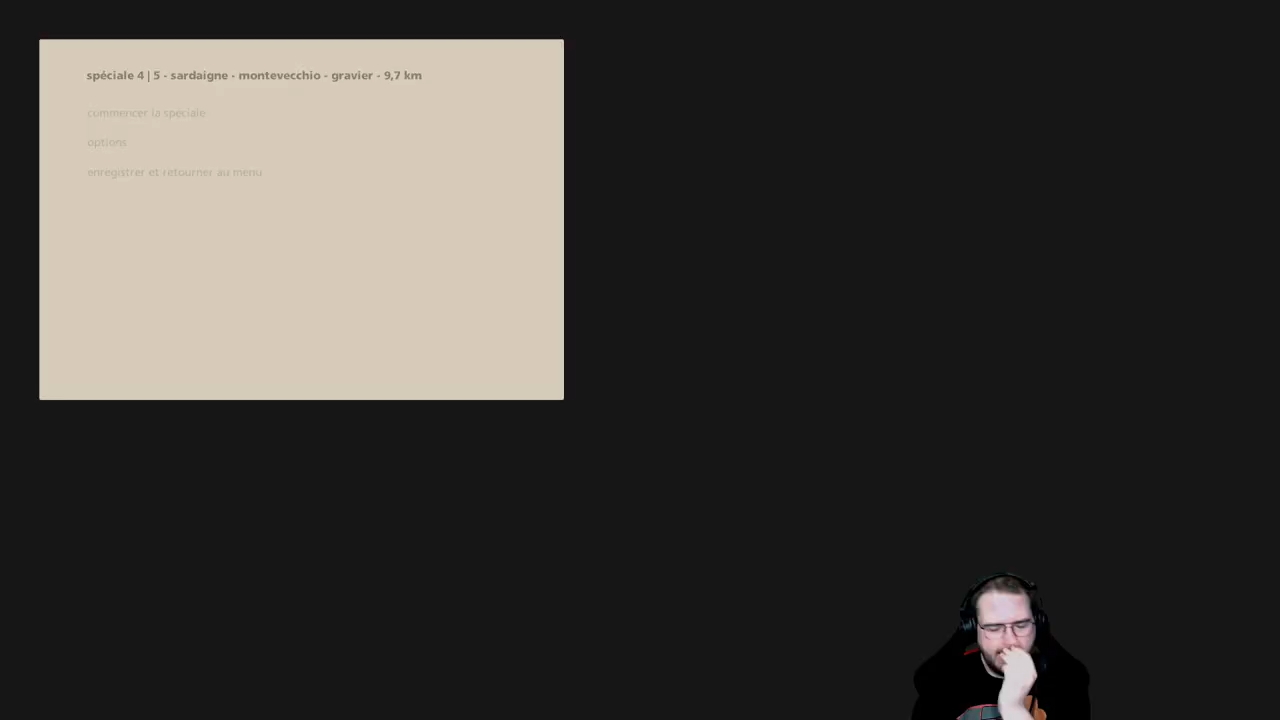 spéciale 4 | 5 - sardaigne - montevecchio - gravier - 9,7 km
commencer la spéciale
options
enregistrer et retourner au menu